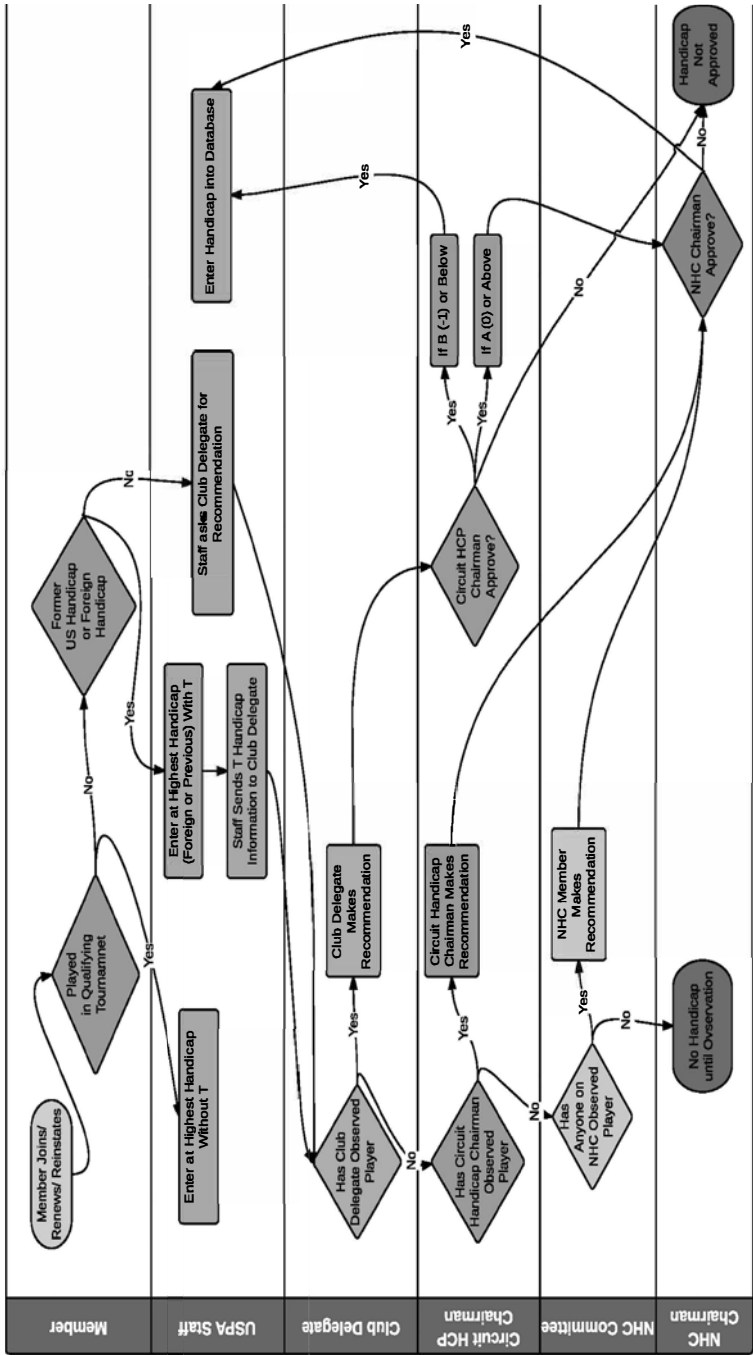 Member
USPA Staff
Club Delegate
Circuit HCP
Chairman
NHC Committee
NHC
Chairman
Member Joins/
Renews/ Reinstates
Played
in Qualifying
Tournamnet
No
Yes
Former
US Handicap
or Foreign
Handicap
No
Yes
Enter at Highest Handicap
Without T
Enter at Highest Handicap
(Foreign or Previous) With T
Staff Sends T Handicap
Information to Club Delegate
Staff asks Club Delegate for
Recommendation
Enter Handicap into Database
Has Club
Delegate Observed
Player
Yes
No
Club Delegate
Makes
Recommendation
Has Circuit
Handicap Chairman
Observed
Player
Yes
No
Circuit Handicap
Chairman Makes
Recommendation
Circuit HCP
Chairman
Approve?
Yes
Yes
No
If B (-1) or Below
If A (0) or Above
Yes
Has
Anyone on
NHC Observed
Player
Yes
No
NHC Member
Makes
Recommendation
No Handicap
until Ovservation
NHC Chairman
Approve?
No
Yes
Handicap
Not
Approved